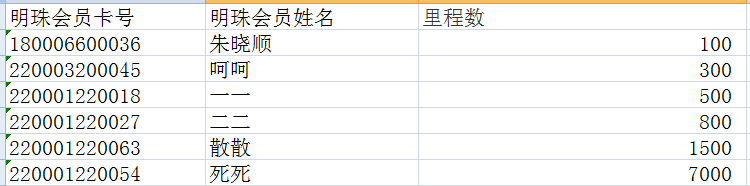 明珠会员卡号 明珠会员姓名 里程数
180006600036 朱晓顺 100
220003200045 呵呵 300
220001220018 一一 500
220001220027 二二 800
220001220063 散散 1500
220001220054 死死 7000